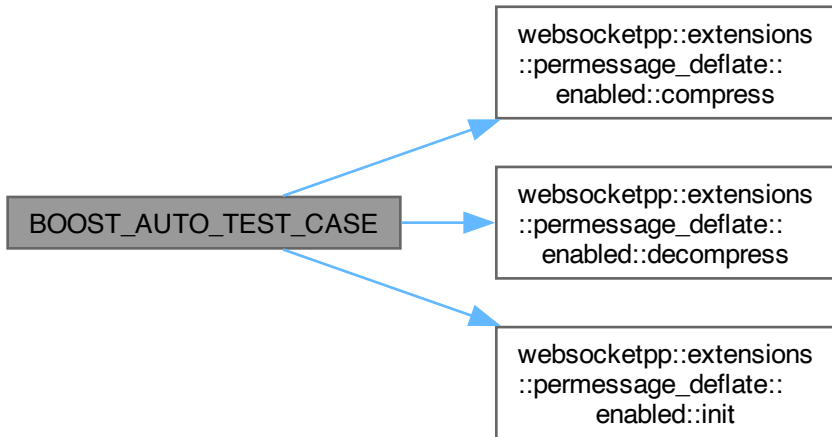 websocketpp::extensions
::permessage_deflate::
enabled::compress
BOOST_AUTO_TEST_CASE
websocketpp::extensions
::permessage_deflate::
enabled::decompress
websocketpp::extensions
::permessage_deflate::
enabled::init